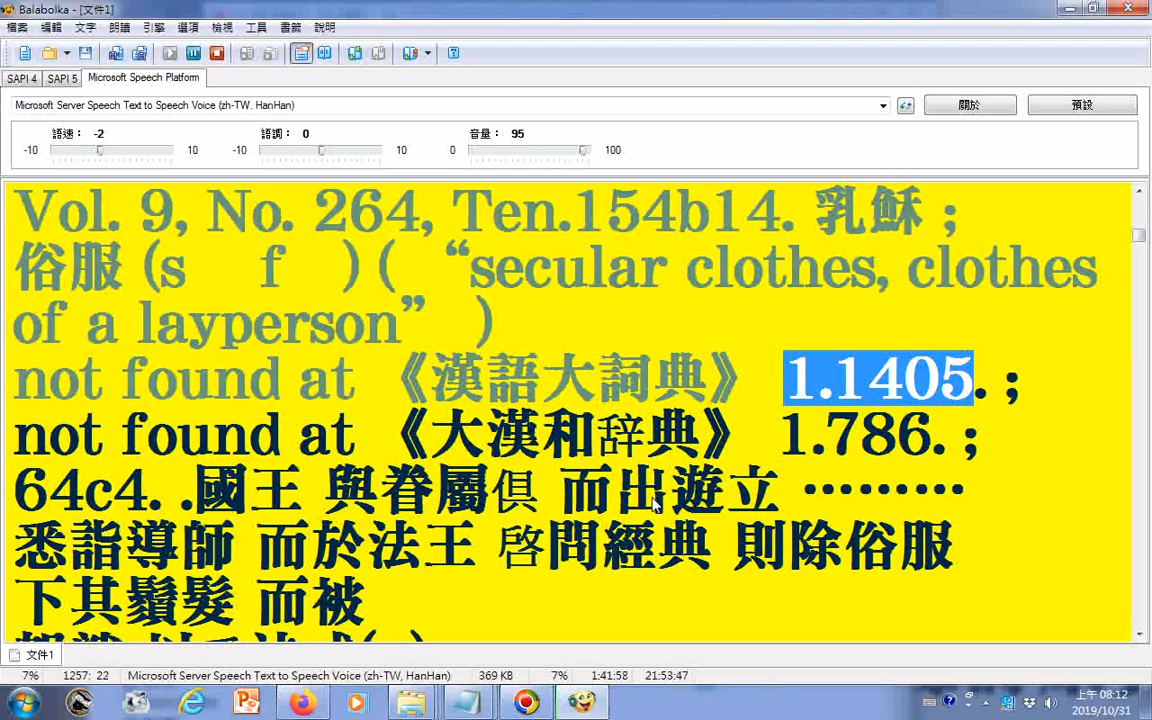 Balabolka - [文件1]
檔案 編輯 文字 朗讀 引擎 選項 檢視 工具 書籤 說明
SAPI 4 SAPI 5 Microsoft Speech Platform
Microsoft Server Speech Text to Speech Voice (zh-TW, HanHan) 關於 預設
語速： -2 語調： 0 音量： 95
-10 10 -10 10 0 100
Vol. 9, No. 264, Ten.154b14. 乳穌；
俗服 (s f ) ( “secular clothes, clothes
of a layperson” )
not found at 《漢語大詞典》 1.1405. ;
not found at 《大漢和辞典》 1.786. ;
64c4. .國王 與眷屬俱 而出遊立 ………
悉詣導師 而於法王 啓問經典 則除俗服
下其鬚髮 而被
文件1
7% 1257: 22 Microsoft Server Speech Text to Speech Voice (zh-TW, HanHan) 369 KB 7% 1:41:58 21:53:47
上午 08:12
2019/10/31